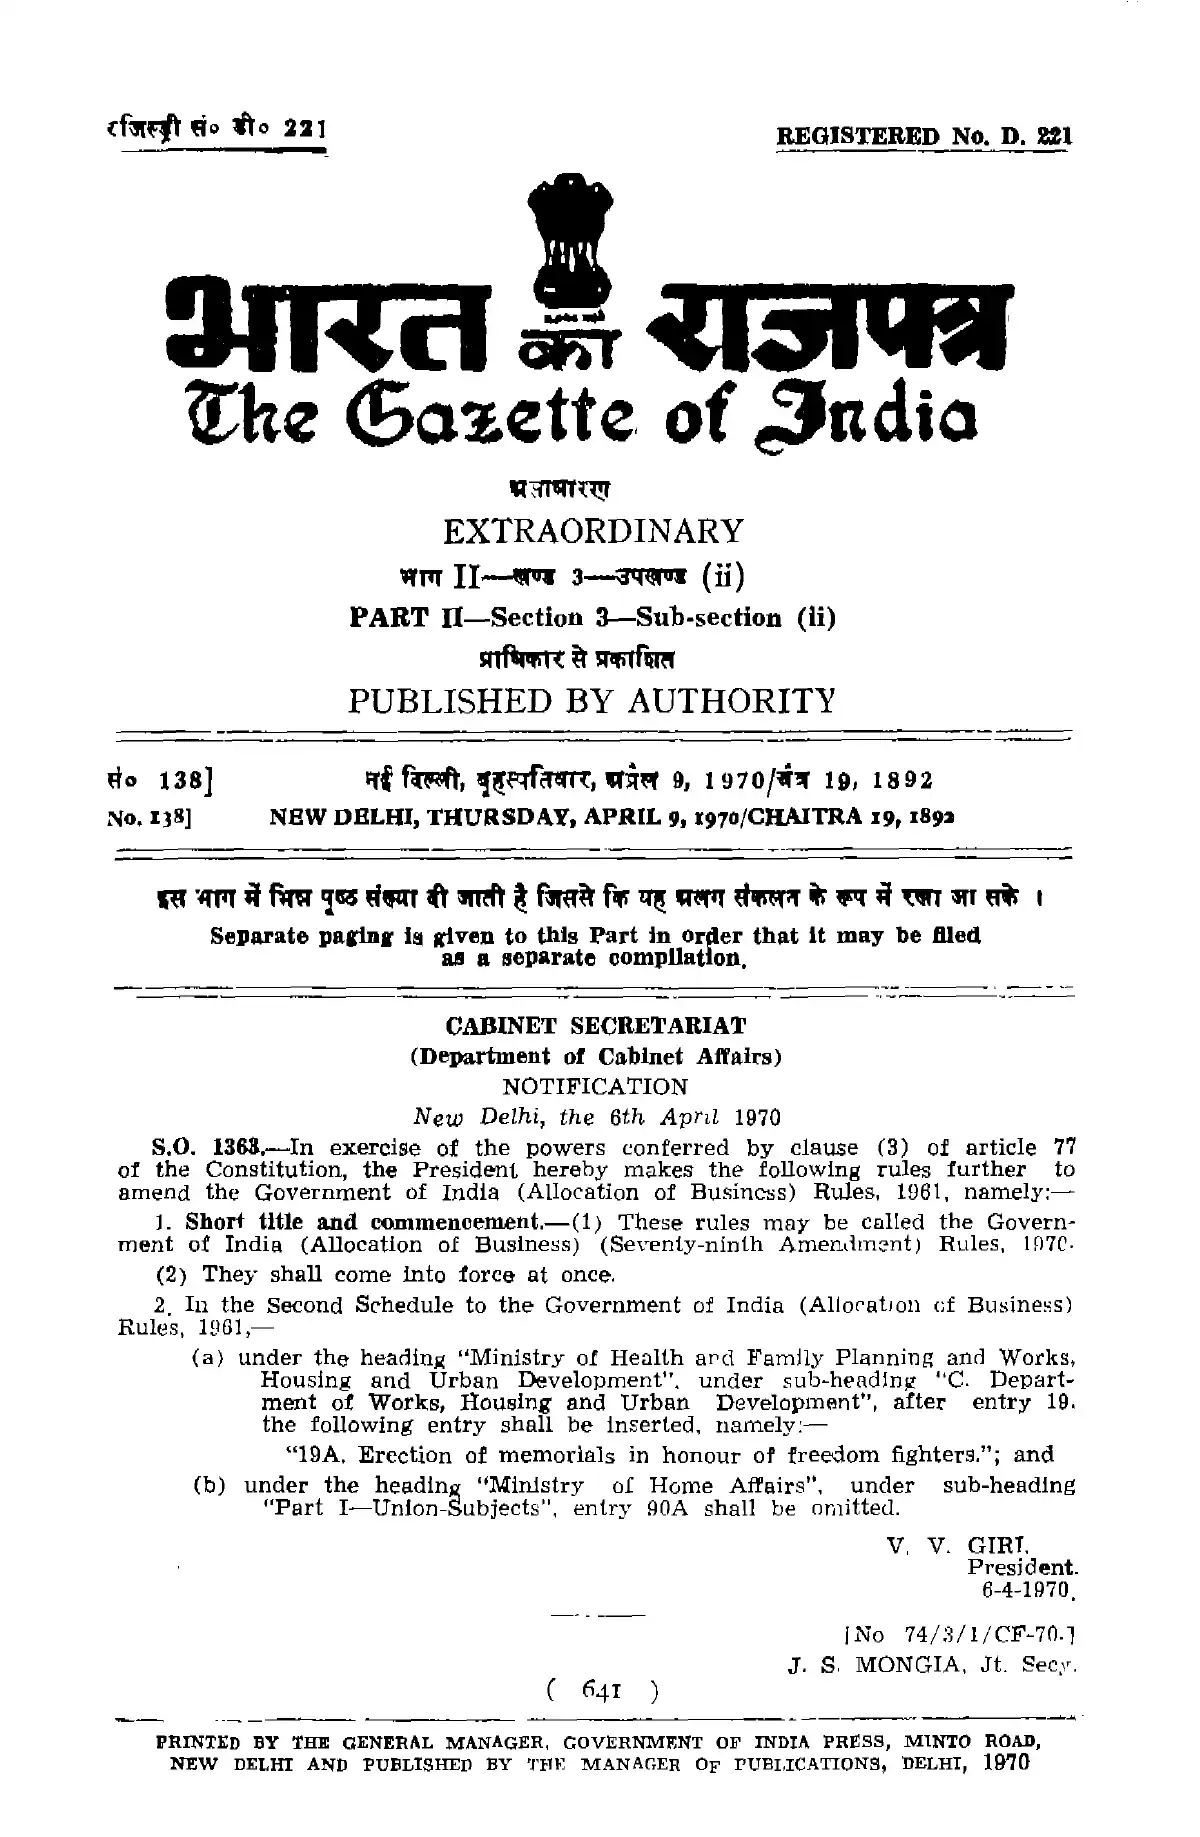 रजिस्ट्री सं० डी० 221
REGISTERED No. D. 221
भारत का राजपत्र
The Gazette of India
असाधारण
EXTRAORDINARY
भाग II—खण्ड 3—उपखण्ड (ii)
PART II—Section 3—Sub-section (ii)
प्राधिकार से प्रकाशित
PUBLISHED BY AUTHORITY
सं० 138] नई दिल्ली, बृहस्पतिवार, अप्रैल 9, 1970/चैत्र 19, 1892
No. 138] NEW DELHI, THURSDAY, APRIL 9, 1970/CHAITRA 19, 1892
इस भाग में भिन्न पृष्ठ संख्या दी जाती है जिससे कि यह अलग संकलन के रूप में रखा जा सके ।
Separate paging is given to this Part in order that it may be filed
as a separate compilation.
CABINET SECRETARIAT
(Department of Cabinet Affairs)
NOTIFICATION
New Delhi, the 6th April 1970
S.O. 1363.—In exercise of the powers conferred by clause (3) of article 77
of the Constitution, the President hereby makes the following rules further to
amend the Government of India (Allocation of Business) Rules, 1961, namely:—
1. Short title and commencement.—(1) These rules may be called the Govern-
ment of India (Allocation of Business) (Seventy-ninth Amendment) Rules, 1970.
(2) They shall come into force at once.
2. In the Second Schedule to the Government of India (Allocation of Business)
Rules, 1961,—
(a) under the heading "Ministry of Health and Family Planning and Works,
Housing and Urban Development", under sub-heading "C. Depart-
ment of Works, Housing and Urban Development", after entry 19,
the following entry shall be inserted, namely:—
"19A. Erection of memorials in honour of freedom fighters."; and
(b) under the heading "Ministry of Home Affairs", under sub-heading
"Part I—Union-Subjects", entry 90A shall be omitted.
V. V. GIRI,
President.
6-4-1970.
[No 74/3/1/CF-70.]
J. S. MONGIA, Jt. Secy.
( 641 )
PRINTED BY THE GENERAL MANAGER, GOVERNMENT OF INDIA PRESS, MINTO ROAD,
NEW DELHI AND PUBLISHED BY THE MANAGER OF PUBLICATIONS, DELHI, 1970